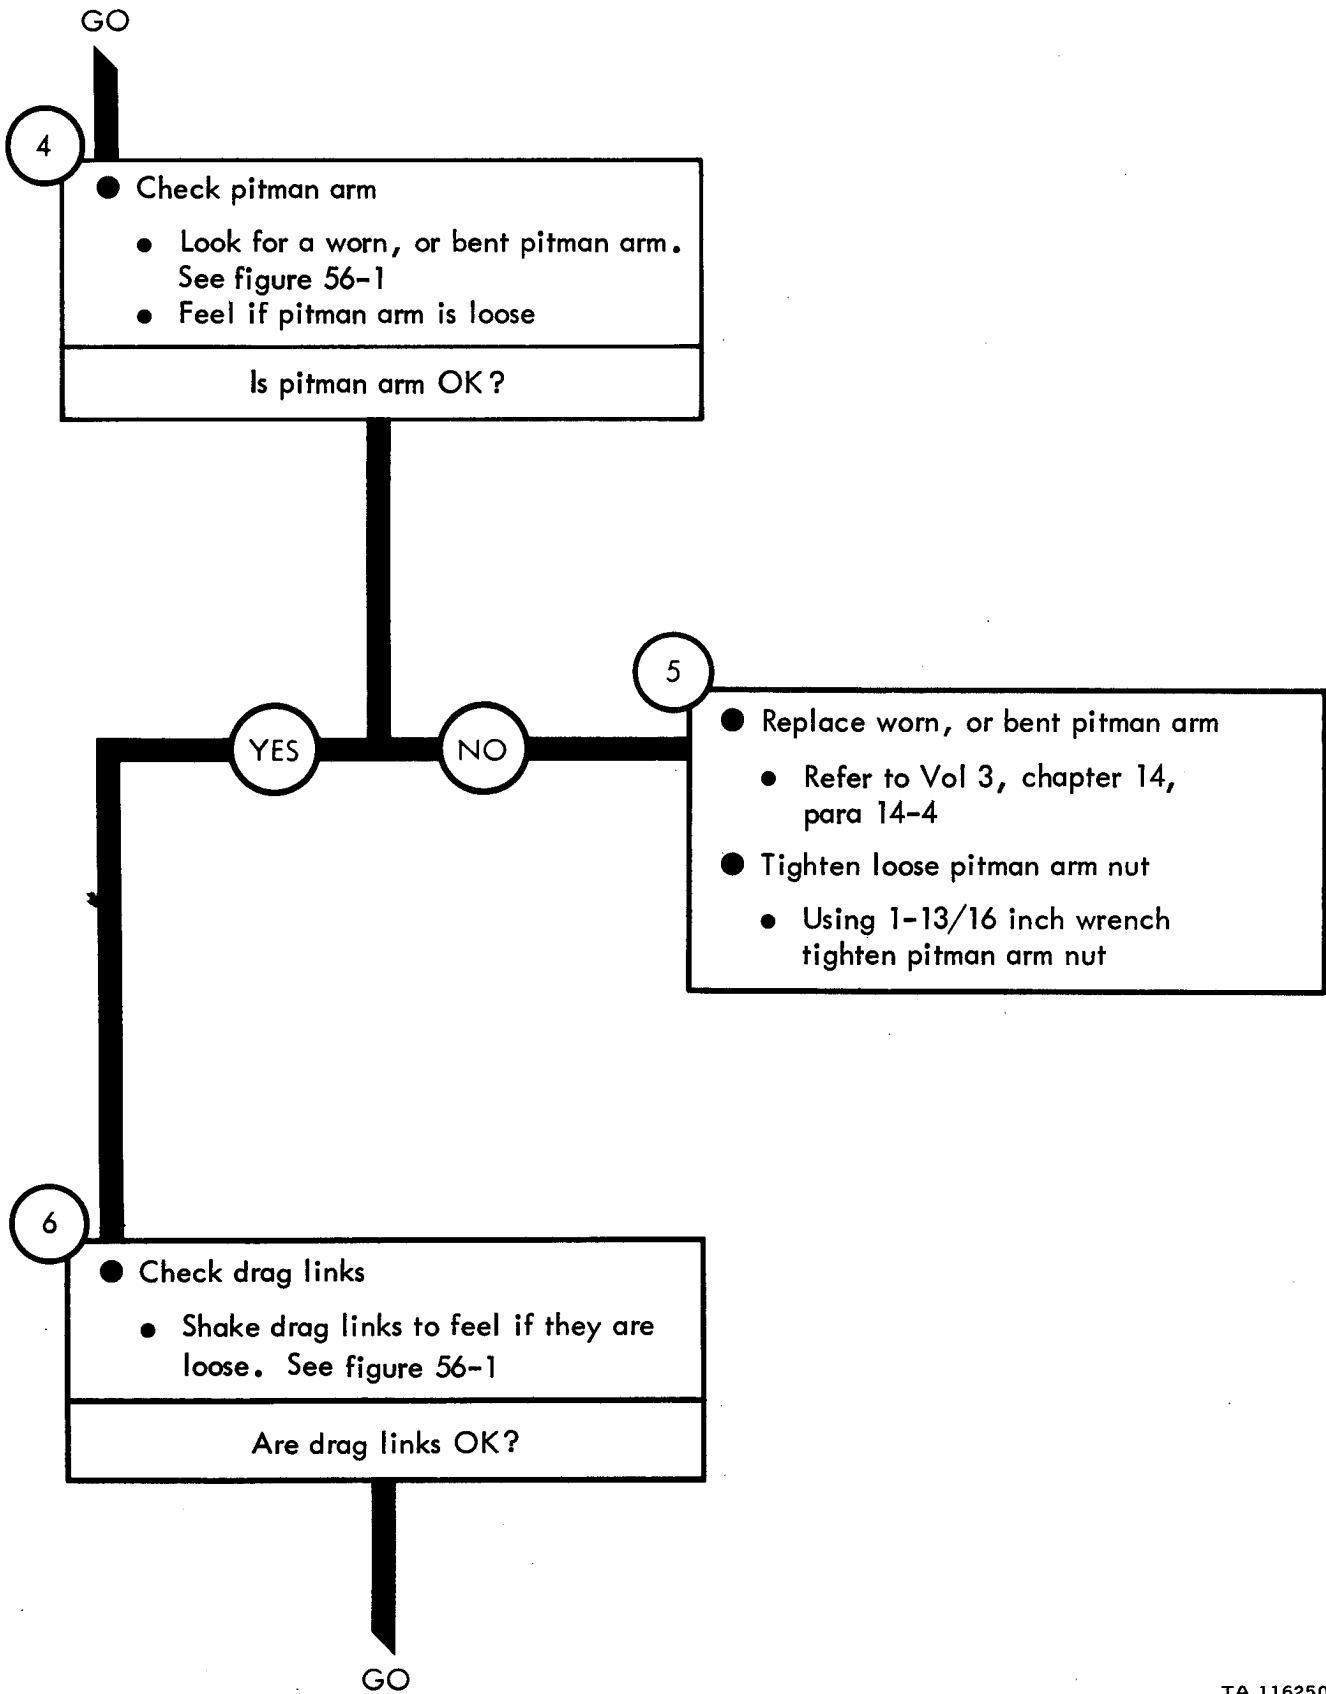 GO
4
● Check pitman arm
● Look for a worn, or bent pitman arm.
See figure 56-1
● Feel if pitman arm is loose
Is pitman arm OK?
YES
NO
5
● Replace worn, or bent pitman arm
● Refer to Vol 3, chapter 14,
para 14-4
● Tighten loose pitman arm nut
● Using 1-13/16 inch wrench
tighten pitman arm nut
6
● Check drag links
● Shake drag links to feel if they are
loose. See figure 56-1
Are drag links OK?
GO
TA 116250